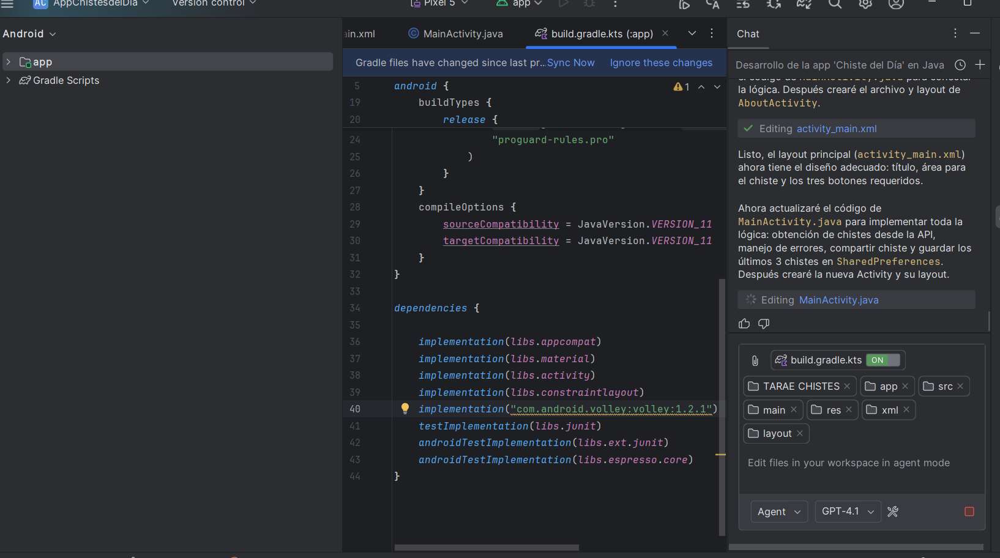 AC AppChistesdelDia Version control Pixel 5 app
Android
app
Gradle Scripts
ain.xml MainActivity.java build.gradle.kts (:app)
Gradle files have changed since last pr... Sync Now Ignore these changes
5 android {
1
19 buildTypes {
20 release {
24 "proguard-rules.pro"
25 )
26 }
27 }
28 compileOptions {
29 sourceCompatibility = JavaVersion.VERSION_11
30 targetCompatibility = JavaVersion.VERSION_11
31 }
32 }
33
34 dependencies {
35
36 implementation(libs.appcompat)
37 implementation(libs.material)
38 implementation(libs.activity)
39 implementation(libs.constraintlayout)
40 implementation("com.android.volley:volley:1.2.1")
41 testImplementation(libs.junit)
42 androidTestImplementation(libs.ext.junit)
43 androidTestImplementation(libs.espresso.core)
44 }
Chat
Desarrollo de la app 'Chiste del Día' en Java
el código de MainActivity.java para conectar
la lógica. Después crearé el archivo y layout de
AboutActivity.
Editing activity_main.xml
Listo, el layout principal (activity_main.xml)
ahora tiene el diseño adecuado: título, área para
el chiste y los tres botones requeridos.
Ahora actualizaré el código de
MainActivity.java para implementar toda la
lógica: obtención de chistes desde la API,
manejo de errores, compartir chiste y guardar los
últimos 3 chistes en SharedPreferences.
Después crearé la nueva Activity y su layout.
Editing MainActivity.java
build.gradle.kts ON
TARAE CHISTES app src
main res xml
layout
Edit files in your workspace in agent mode
Agent GPT-4.1